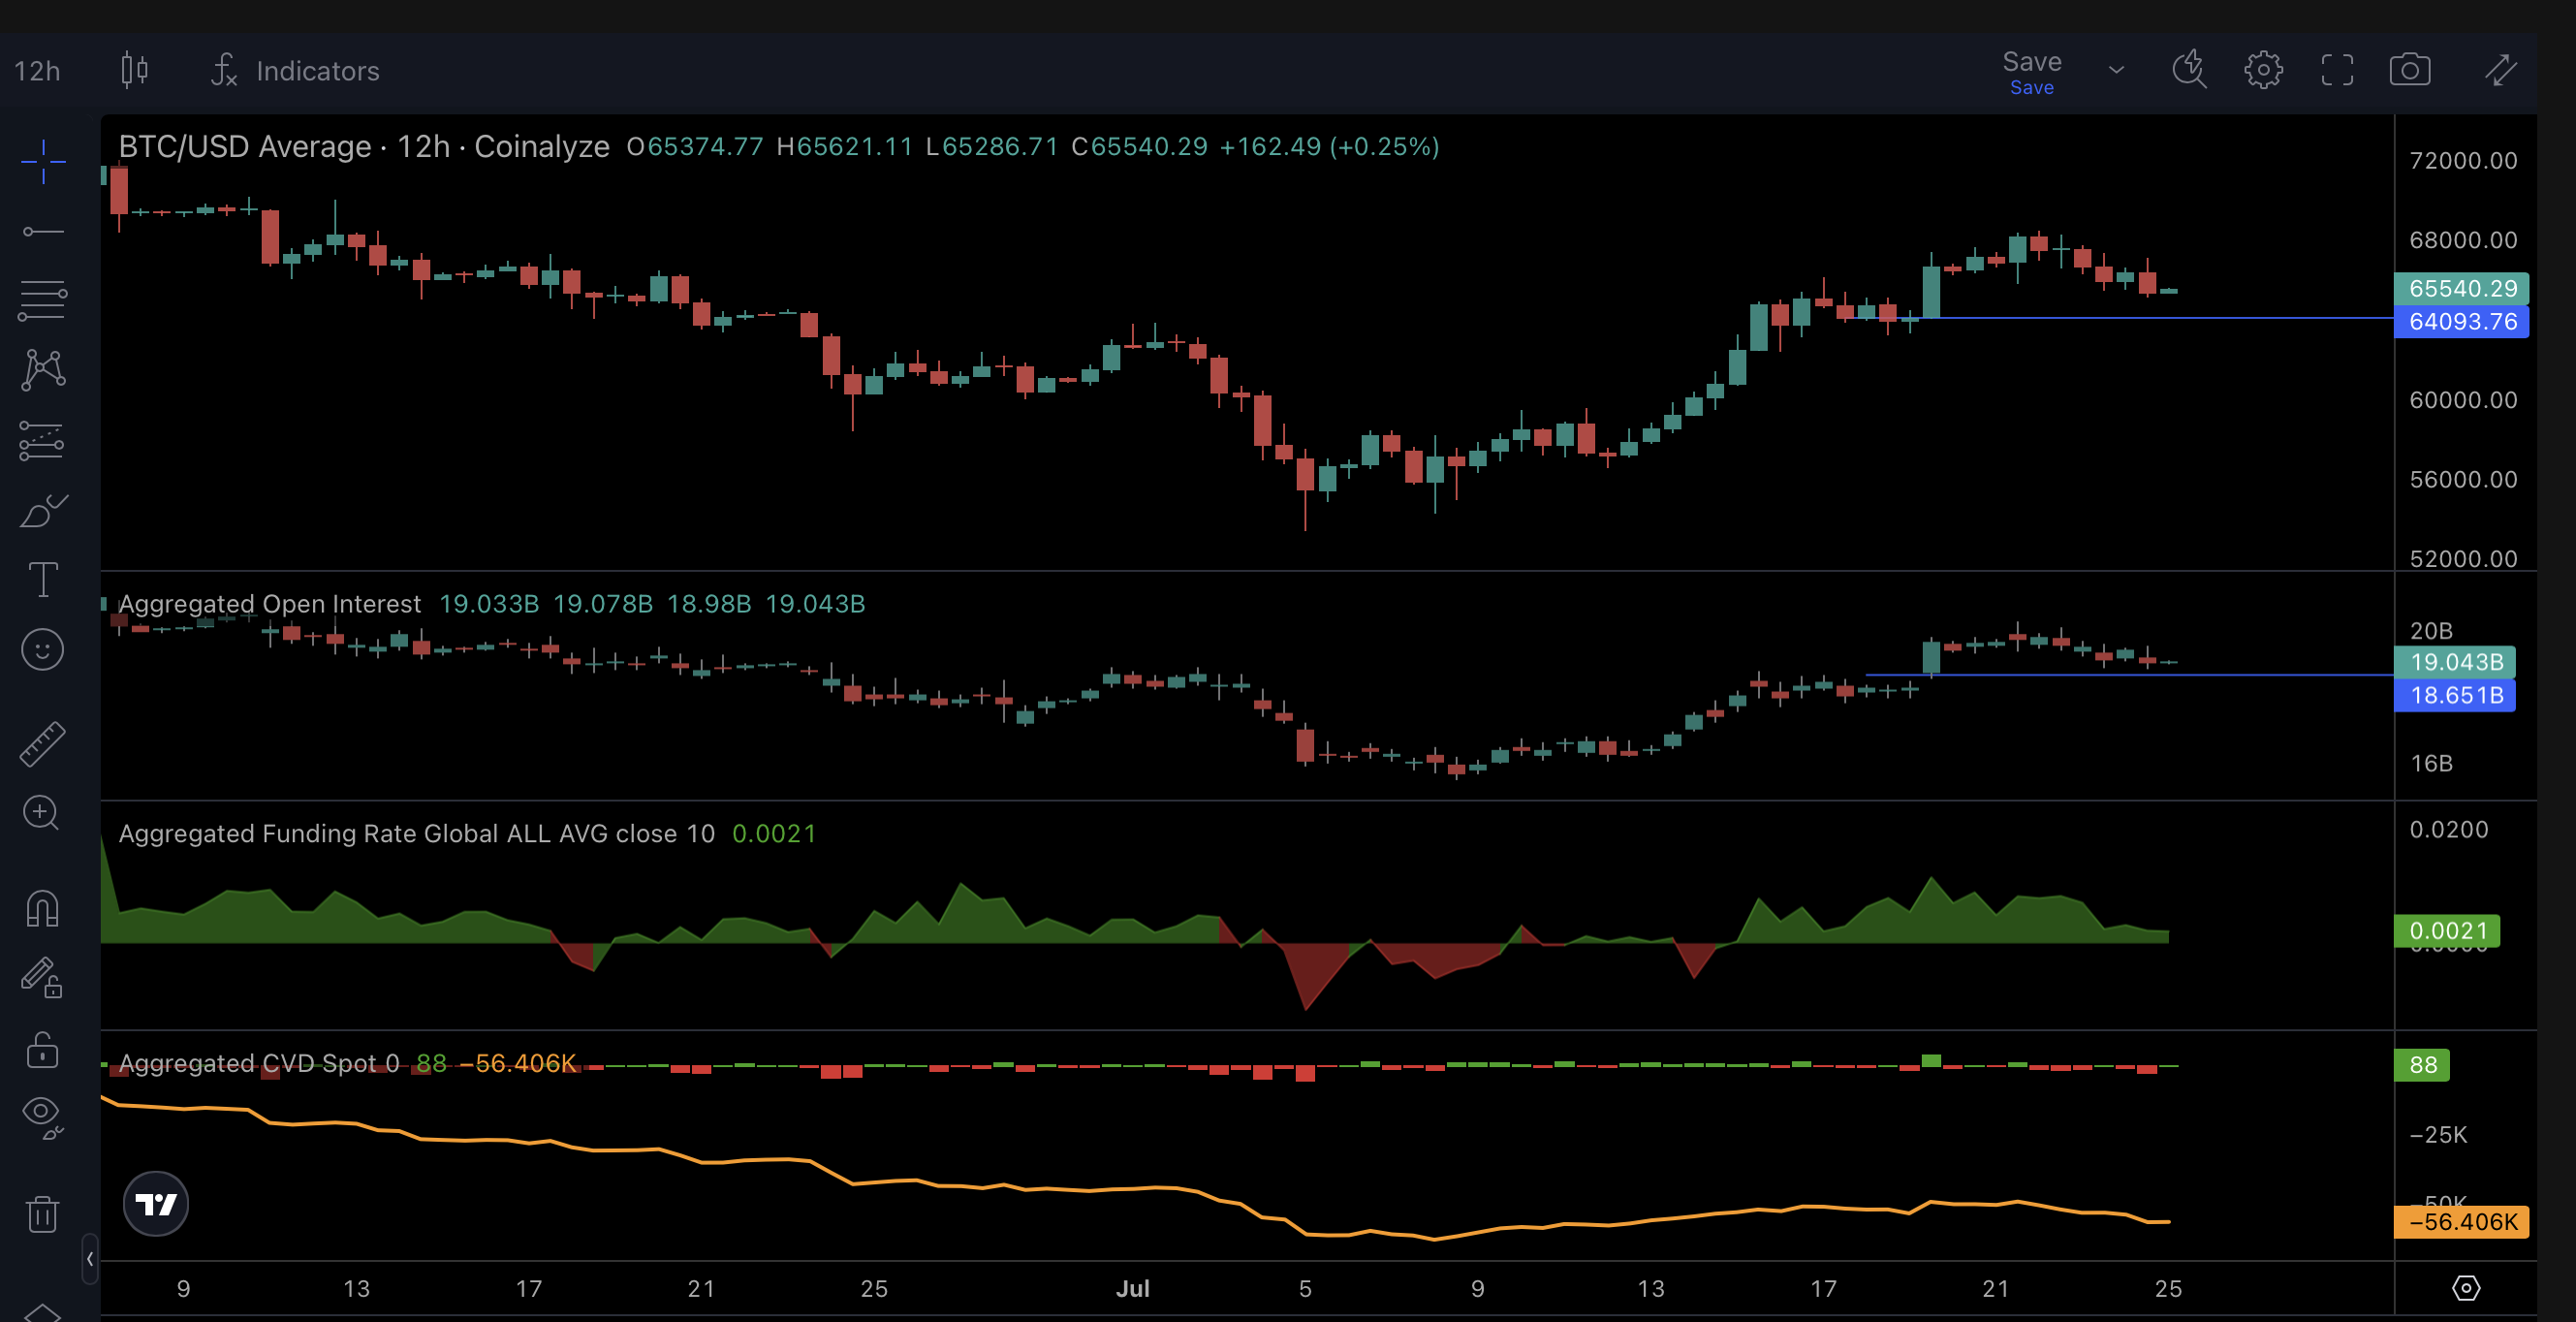 12h
Indicators
Save
Save
BTC/USD Average · 12h · Coinalyze O65374.77 H65621.11 L65286.71 C65540.29 +162.49 (+0.25%)
72000.00
68000.00
65540.29
64093.76
60000.00
56000.00
52000.00
Aggregated Open Interest 19.033B 19.078B 18.98B 19.043B
20B
19.043B
18.651B
16B
Aggregated Funding Rate Global ALL AVG close 10 0.0021
0.0200
0.0021
0.0000
Aggregated CVD Spot 0 88 −56.406K
88
−25K
−50K
−56.406K
9 13 17 21 25 Jul 5 9 13 17 21 25